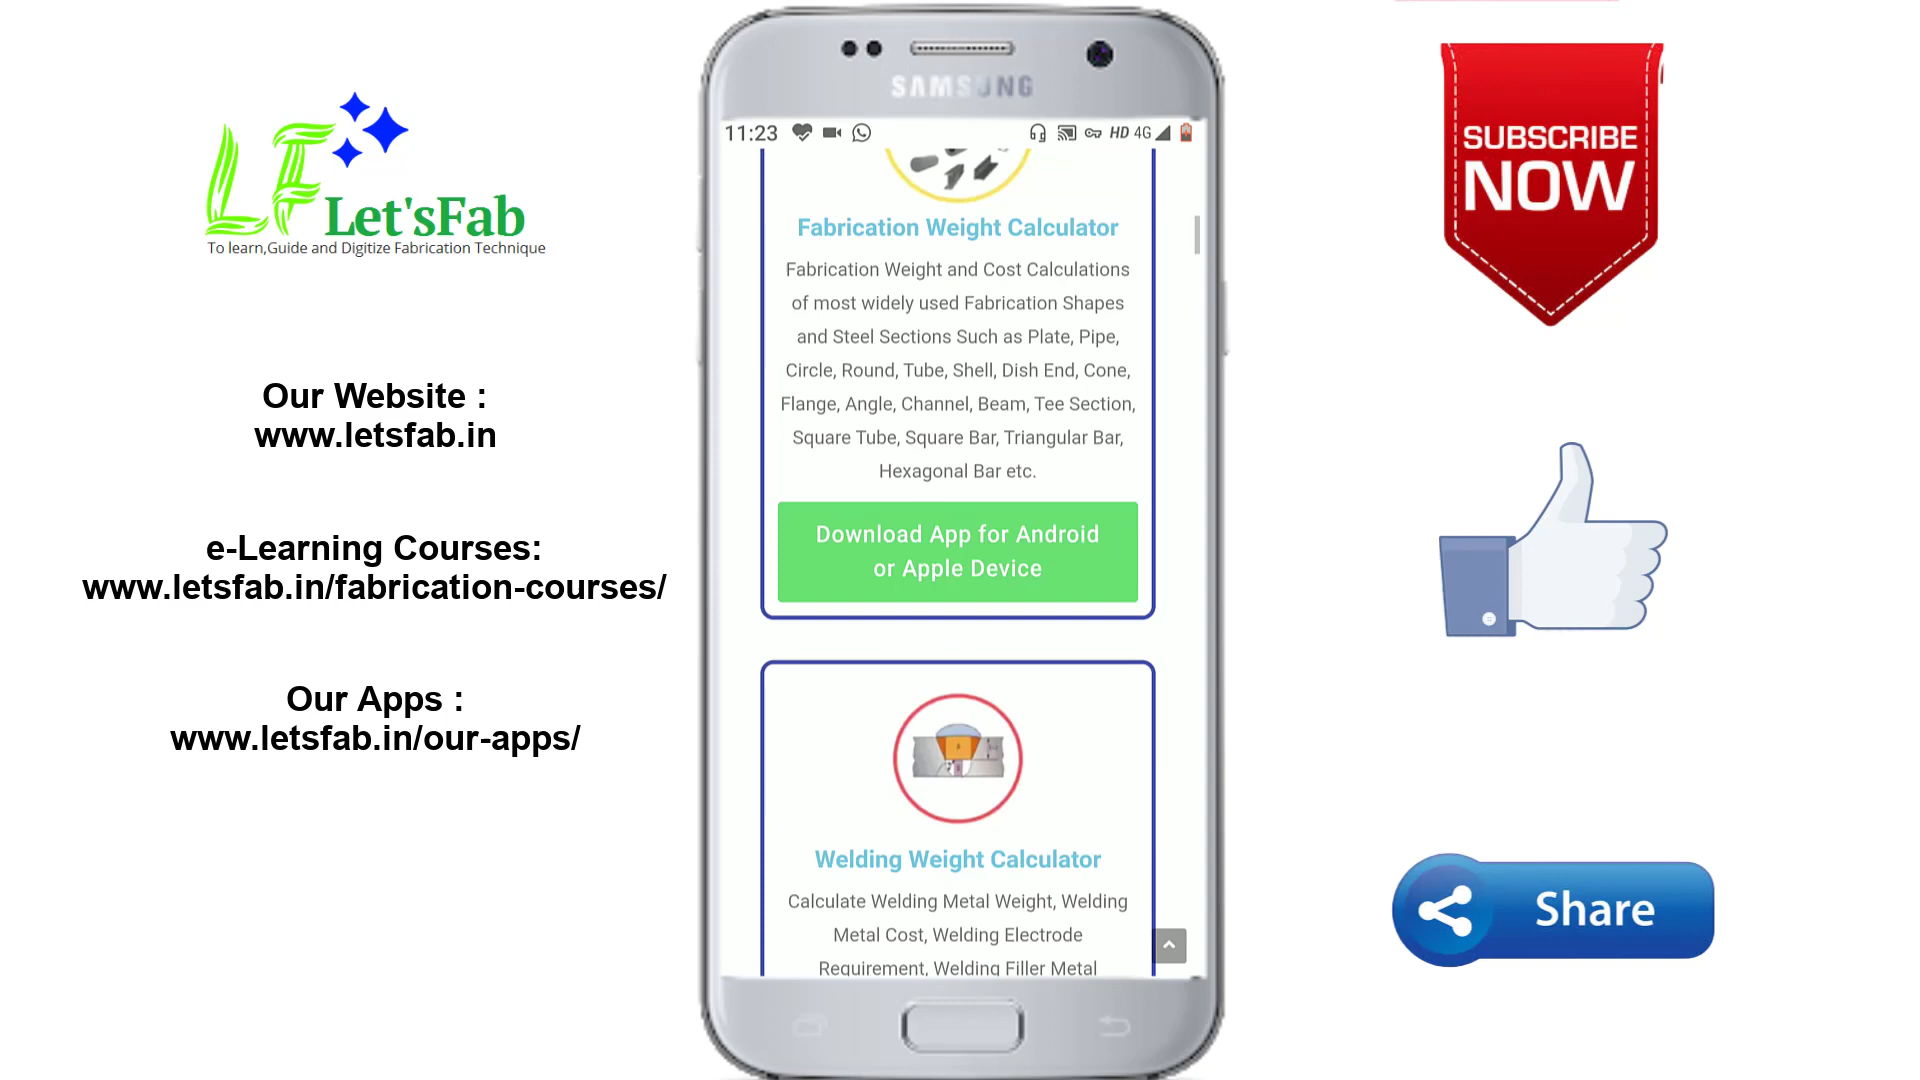 LF
Let'sFab
To learn,Guide and Digitize Fabrication Technique
Our Website :
www.letsfab.in
e-Learning Courses:
www.letsfab.in/fabrication-courses/
Our Apps :
www.letsfab.in/our-apps/
SAMSUNG
11:23
HD 4G
Fabrication Weight Calculator
Fabrication Weight and Cost Calculations
of most widely used Fabrication Shapes
and Steel Sections Such as Plate, Pipe,
Circle, Round, Tube, Shell, Dish End, Cone,
Flange, Angle, Channel, Beam, Tee Section,
Square Tube, Square Bar, Triangular Bar,
Hexagonal Bar etc.
Download App for Android
or Apple Device
Welding Weight Calculator
Calculate Welding Metal Weight, Welding
Metal Cost, Welding Electrode
Requirement, Welding Filler Metal
SUBSCRIBE
NOW
Share